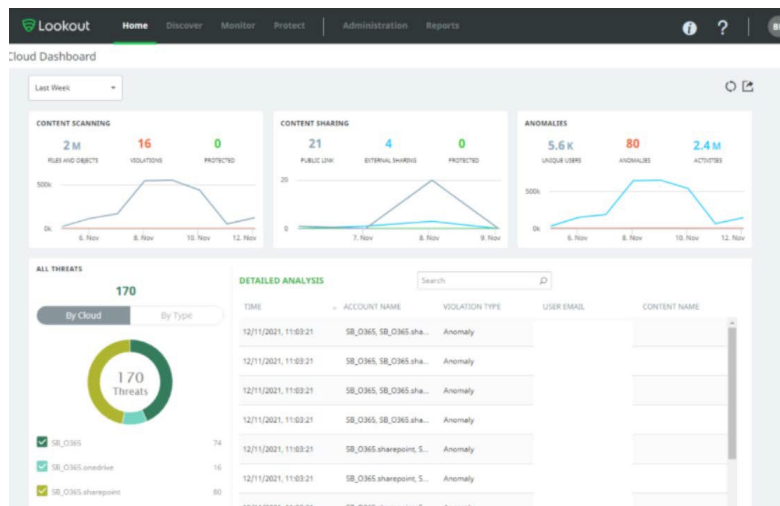 Lookout Home Discover Monitor Protect Administration Reports
Cloud Dashboard
Last Week
CONTENT SCANNING
2 M 16 0
FILES AND OBJECTS VIOLATIONS PROTECTED
500k
0k
6. Nov 8. Nov 10. Nov 12. Nov
CONTENT SHARING
21 4 0
PUBLIC LINK EXTERNAL SHARING PROTECTED
20
0
7. Nov 8. Nov 9. Nov
ANOMALIES
5.6 K 80 2.4 M
UNIQUE USERS ANOMALIES ACTIVITIES
500k
0k
6. Nov 8. Nov 10. Nov 12. Nov
ALL THREATS
170
By Cloud By Type
170
Threats
SB_O365 74
SB_O365.onedrive 16
SB_O365.sharepoint 80
DETAILED ANALYSIS Search
TIME ACCOUNT NAME VIOLATION TYPE USER EMAIL CONTENT NAME
12/11/2021, 11:03:21 SB_O365, SB_O365.sha... Anomaly
12/11/2021, 11:03:21 SB_O365, SB_O365.sha... Anomaly
12/11/2021, 11:03:21 SB_O365, SB_O365.sha... Anomaly
12/11/2021, 11:03:21 SB_O365, SB_O365.sha... Anomaly
12/11/2021, 11:03:21 SB_O365.sharepoint, S... Anomaly
12/11/2021, 11:03:21 SB_O365.sharepoint, S... Anomaly